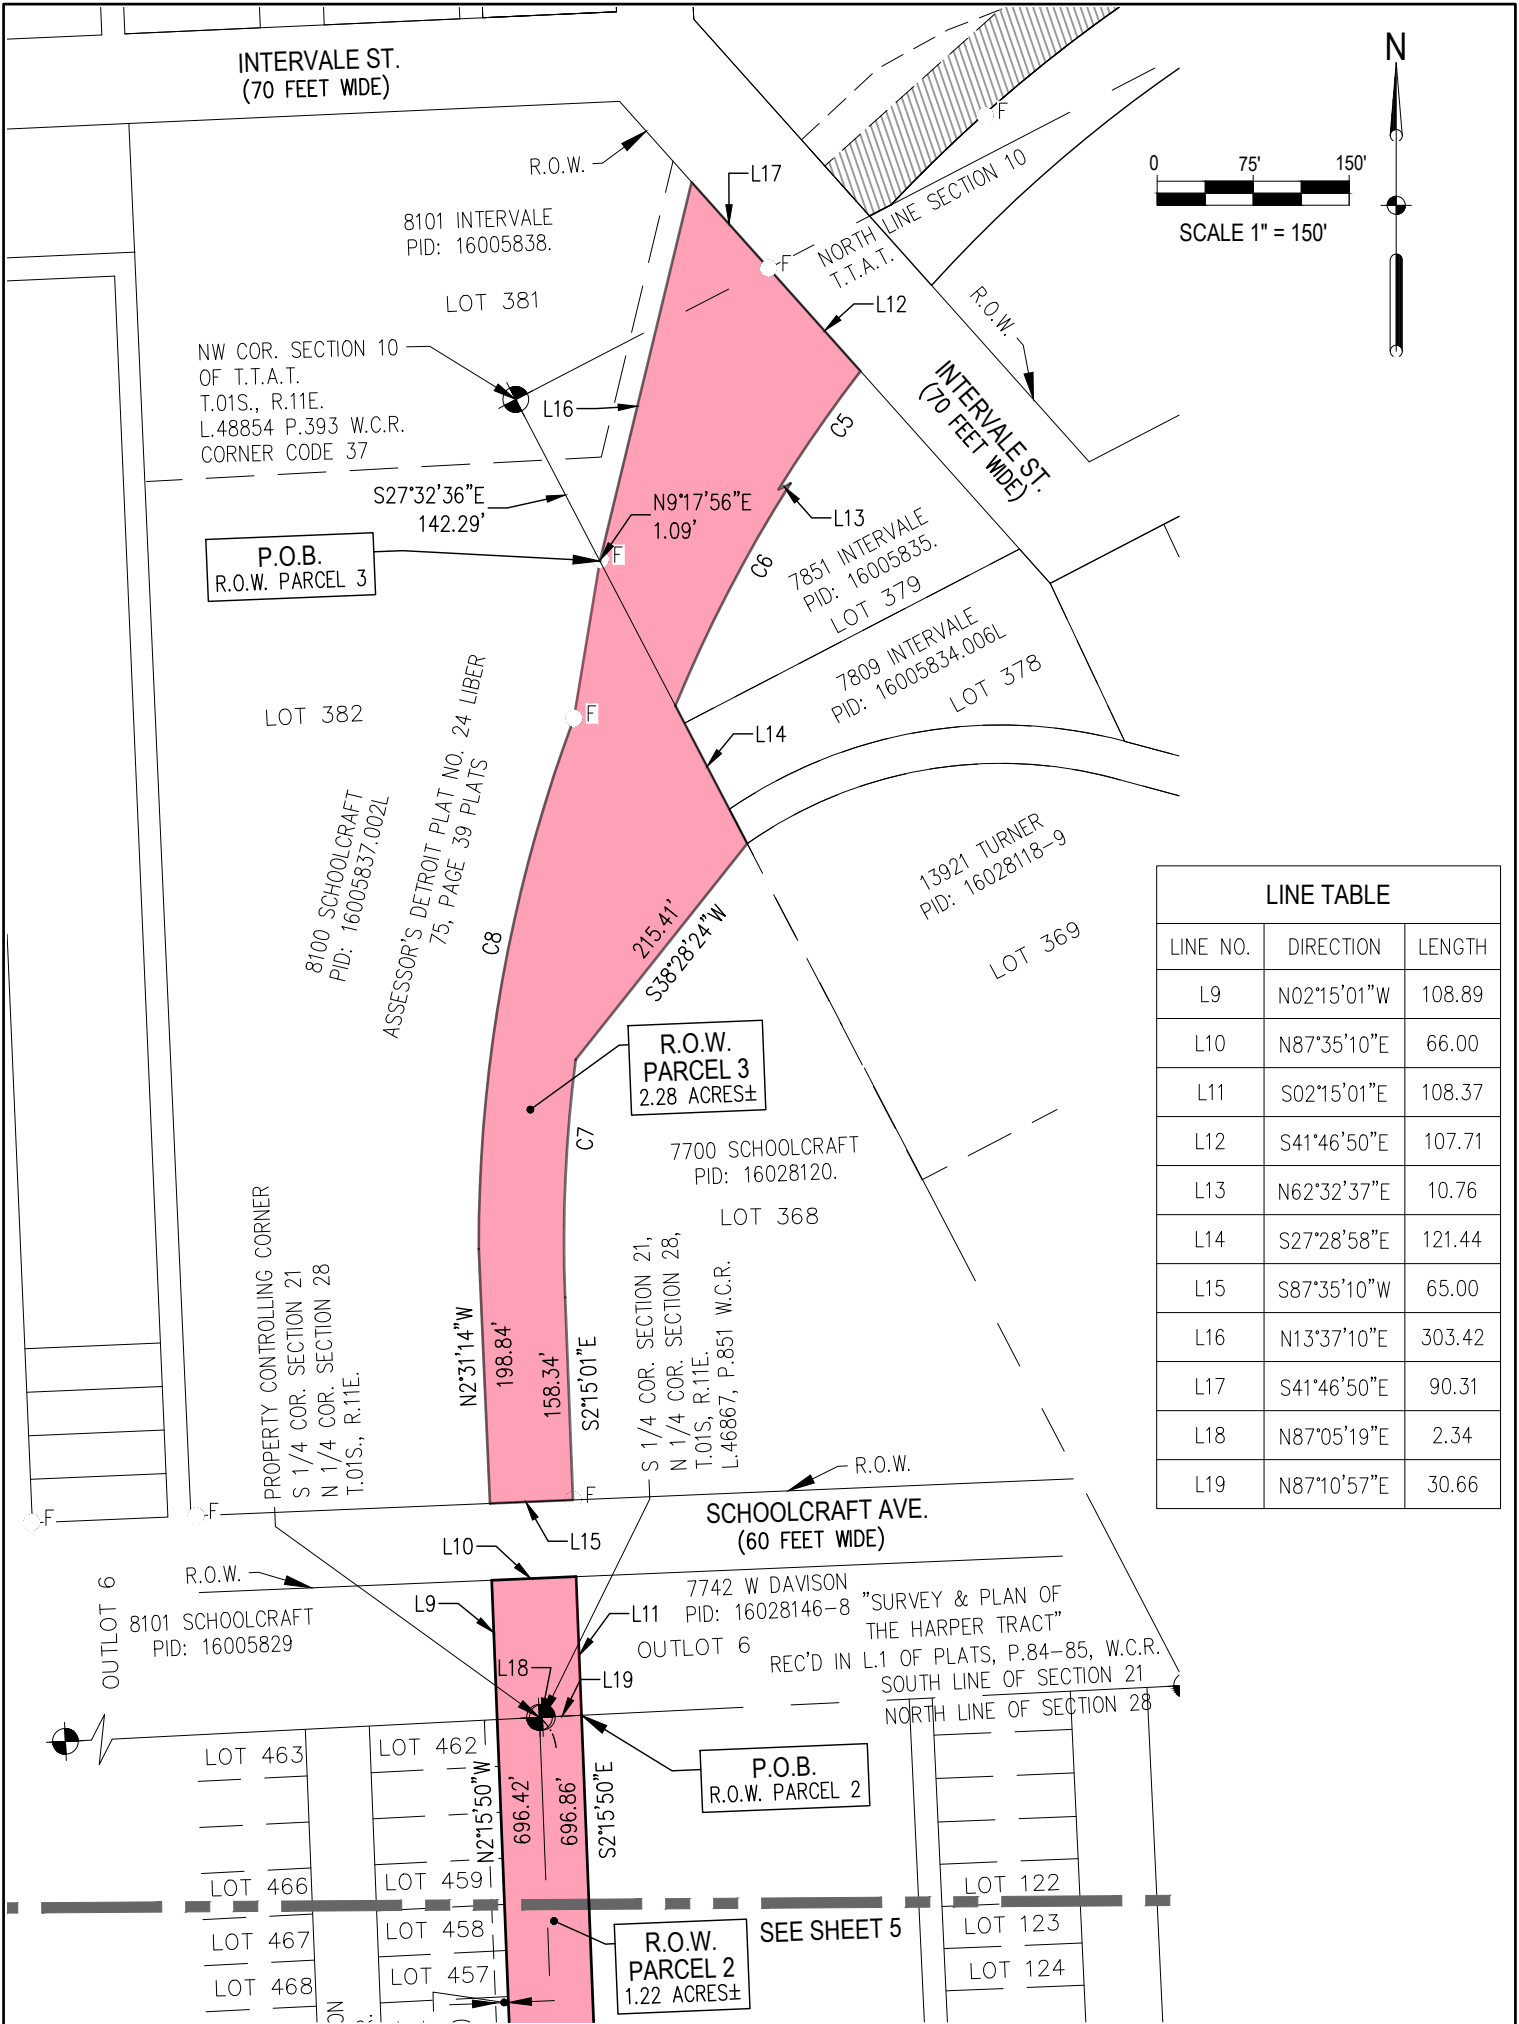 INTERVALE ST.
(70 FEET WIDE)
N
0 75' 150'
SCALE 1" = 150'
R.O.W.
L17
F
8101 INTERVALE
PID: 16005838.
LOT 381
NORTH LINE SECTION 10
T.T.A.T.
F
L12
R.O.W.
NW COR. SECTION 10
OF T.T.A.T.
T.01S., R.11E.
L.48854 P.393 W.C.R.
CORNER CODE 37
L16
INTERVALE ST.
(70 FEET WIDE)
C5
S27°32'36"E
142.29'
N9°17'56"E
1.09'
L13
P.O.B.
R.O.W. PARCEL 3
F
C6
7851 INTERVALE
PID: 16005835.
LOT 379
7809 INTERVALE
PID: 16005834.006L
LOT 378
LOT 382
F
L14
8100 SCHOOLCRAFT
PID: 16005837.002L
ASSESSOR'S DETROIT PLAT NO. 24 LIBER
75, PAGE 39 PLATS
C8
215.41'
S38°28'24"W
13921 TURNER
PID: 16028118-9
LOT 369
R.O.W.
PARCEL 3
2.28 ACRES±
C7
7700 SCHOOLCRAFT
PID: 16028120.
LOT 368
LINE TABLE
LINE NO. DIRECTION LENGTH
L9 N02°15'01"W 108.89
L10 N87°35'10"E 66.00
L11 S02°15'01"E 108.37
L12 S41°46'50"E 107.71
L13 N62°32'37"E 10.76
L14 S27°28'58"E 121.44
L15 S87°35'10"W 65.00
L16 N13°37'10"E 303.42
L17 S41°46'50"E 90.31
L18 N87°05'19"E 2.34
L19 N87°10'57"E 30.66
PROPERTY CONTROLLING CORNER
S 1/4 COR. SECTION 21
N 1/4 COR. SECTION 28
T.01S., R.11E.
N2°31'14"W
198.84'
158.34'
S2°15'01"E
S 1/4 COR. SECTION 21,
N 1/4 COR. SECTION 28,
T.01S, R.11E.
L.46867, P.851 W.C.R.
R.O.W.
F
F
F
SCHOOLCRAFT AVE.
(60 FEET WIDE)
L10
L15
R.O.W.
OUTLOT 6
8101 SCHOOLCRAFT
PID: 16005829
L9
L11
7742 W DAVISON
PID: 16028146-8
OUTLOT 6
"SURVEY & PLAN OF
THE HARPER TRACT"
REC'D IN L.1 OF PLATS, P.84-85, W.C.R.
L18
L19
SOUTH LINE OF SECTION 21
NORTH LINE OF SECTION 28
LOT 463
LOT 462
P.O.B.
R.O.W. PARCEL 2
N2°15'50"W
696.42'
696.86'
S2°15'50"E
LOT 466
LOT 459
LOT 122
LOT 467
LOT 458
SEE SHEET 5
LOT 123
LOT 468
LOT 457
R.O.W.
PARCEL 2
1.22 ACRES±
LOT 124